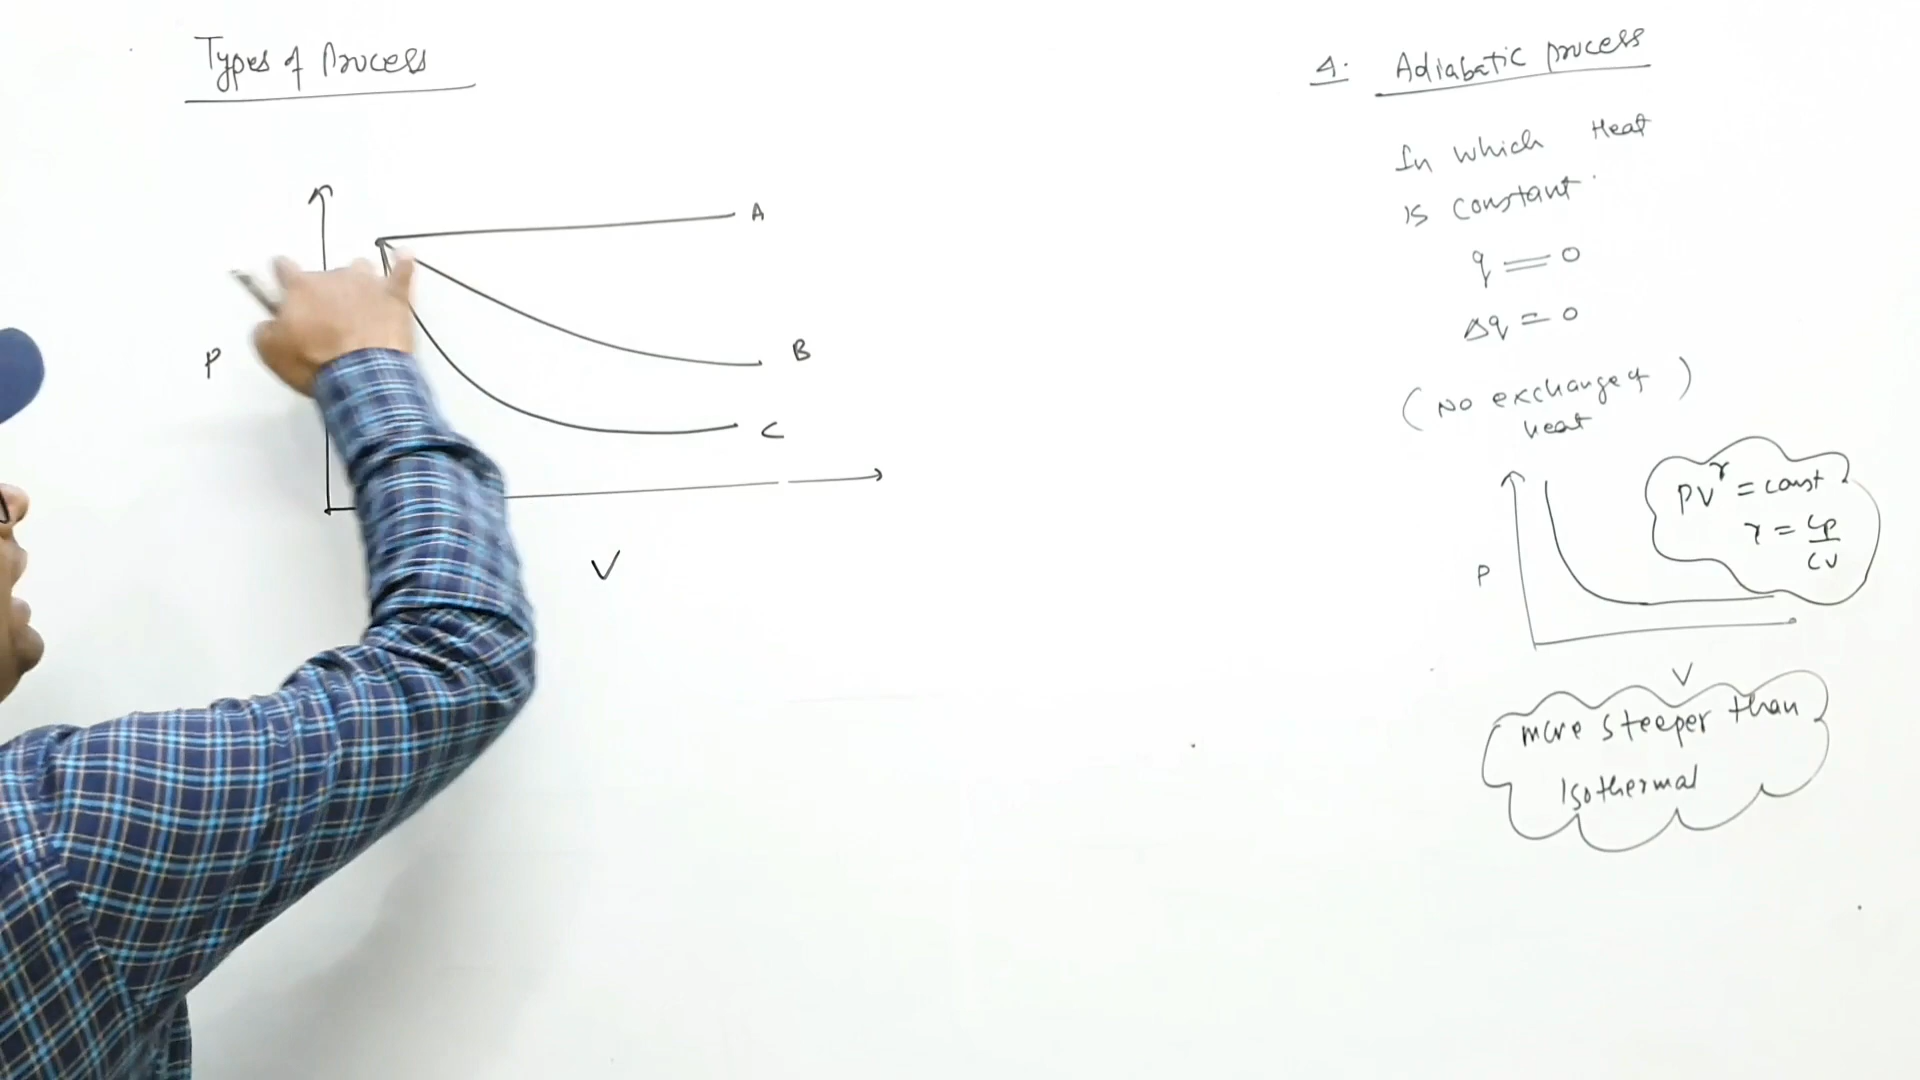 Types of Process
A
B
C
P
V
4. Adiabatic process
In which Heat
is constant.
q = 0
Δq = 0
(No exchange of
heat)
PV^γ = const
γ = Cp/Cv
P
V
more steeper than
Isothermal